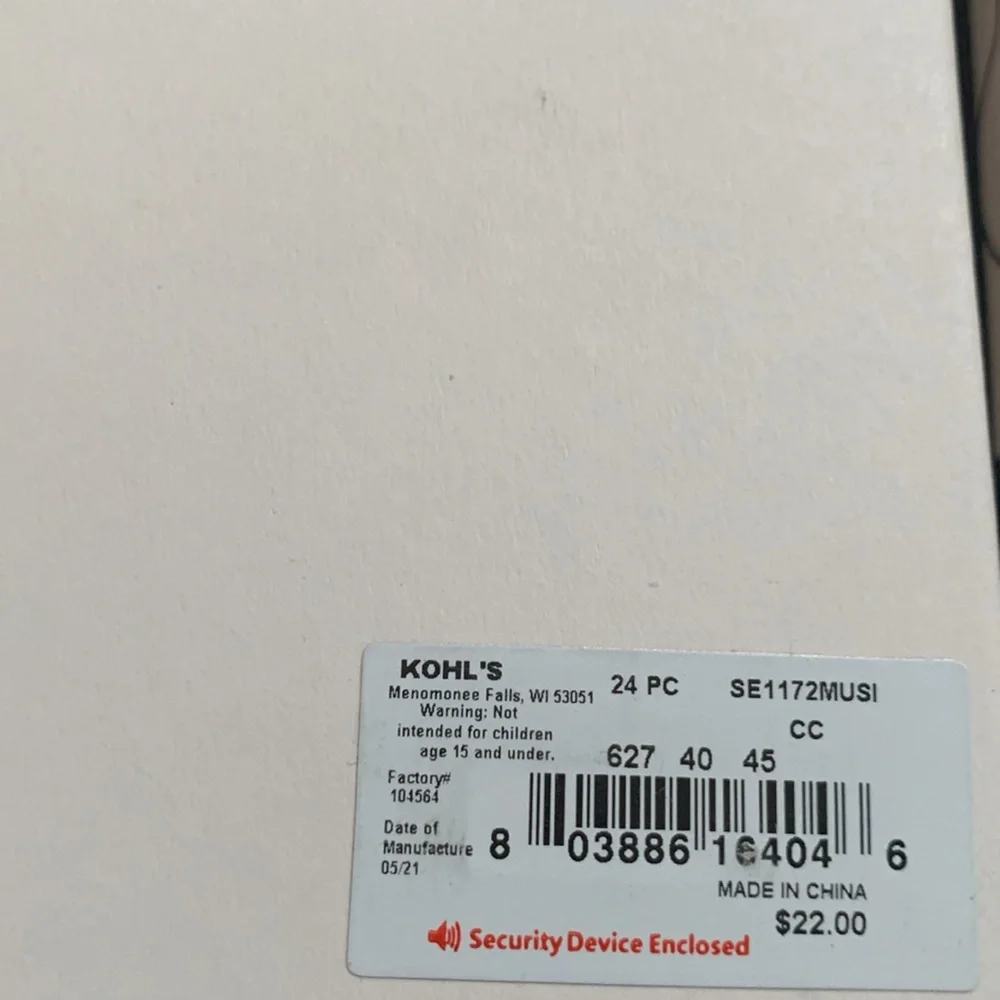 KOHL'S
Menomonee Falls, WI 53051
Warning: Not
intended for children
age 15 and under.
Factory#
104564
Date of
Manufacture
05/21
24 PC SE1172MUSI
CC
627 40 45
8 03886 16404 6
MADE IN CHINA
$22.00
Security Device Enclosed